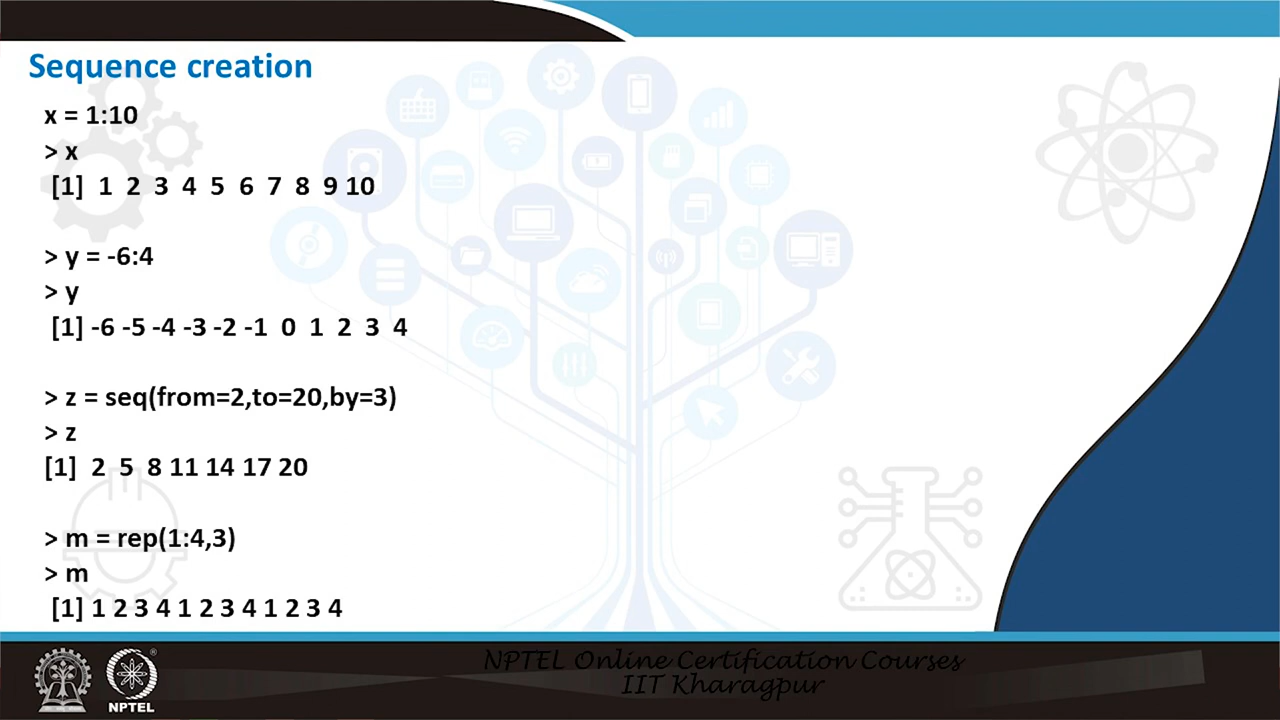 Sequence creation
x = 1:10
> x
[1] 1 2 3 4 5 6 7 8 9 10
> y = -6:4
> y
[1] -6 -5 -4 -3 -2 -1 0 1 2 3 4
> z = seq(from=2,to=20,by=3)
> z
[1] 2 5 8 11 14 17 20
> m = rep(1:4,3)
> m
[1] 1 2 3 4 1 2 3 4 1 2 3 4
NPTEL Online Certification Courses
IIT Kharagpur
NPTEL
®